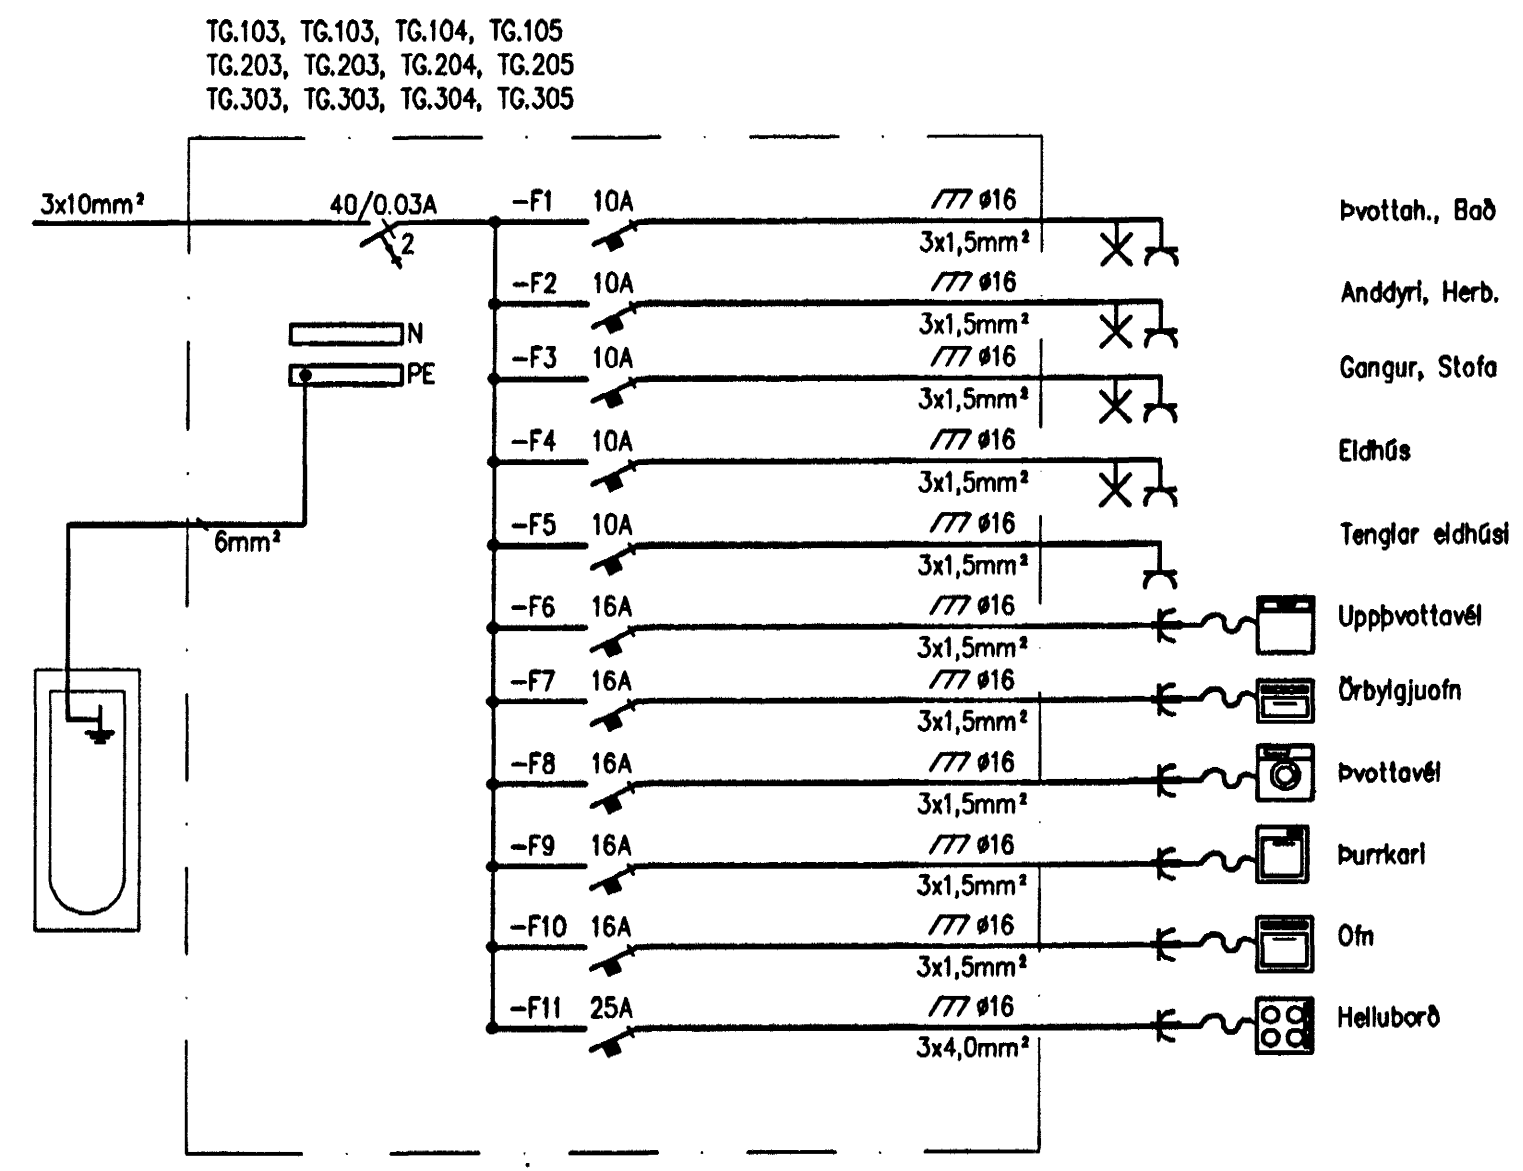 TG.103, TG.103, TG.104, TG.105
TG.203, TG.203, TG.204, TG.205
TG.303, TG.303, TG.304, TG.305
3x10mm²
40/0.03A
2
N
PE
6mm²
-F1 10A ø16 Þvottah., Bað
3x1,5mm²
-F2 10A ø16 Anddyri, Herb.
3x1,5mm²
-F3 10A ø16 Gangur, Stofa
3x1,5mm²
-F4 10A ø16 Eldhús
3x1,5mm²
-F5 10A ø16 Tenglar eldhúsi
3x1,5mm²
-F6 16A ø16 Uppþvottavél
3x1,5mm²
-F7 16A ø16 Örbylgjuofn
3x1,5mm²
-F8 16A ø16 Þvottavél
3x1,5mm²
-F9 16A ø16 Þurrkari
3x1,5mm²
-F10 16A ø16 Ofn
3x1,5mm²
-F11 25A ø16 Helluborð
3x4,0mm²